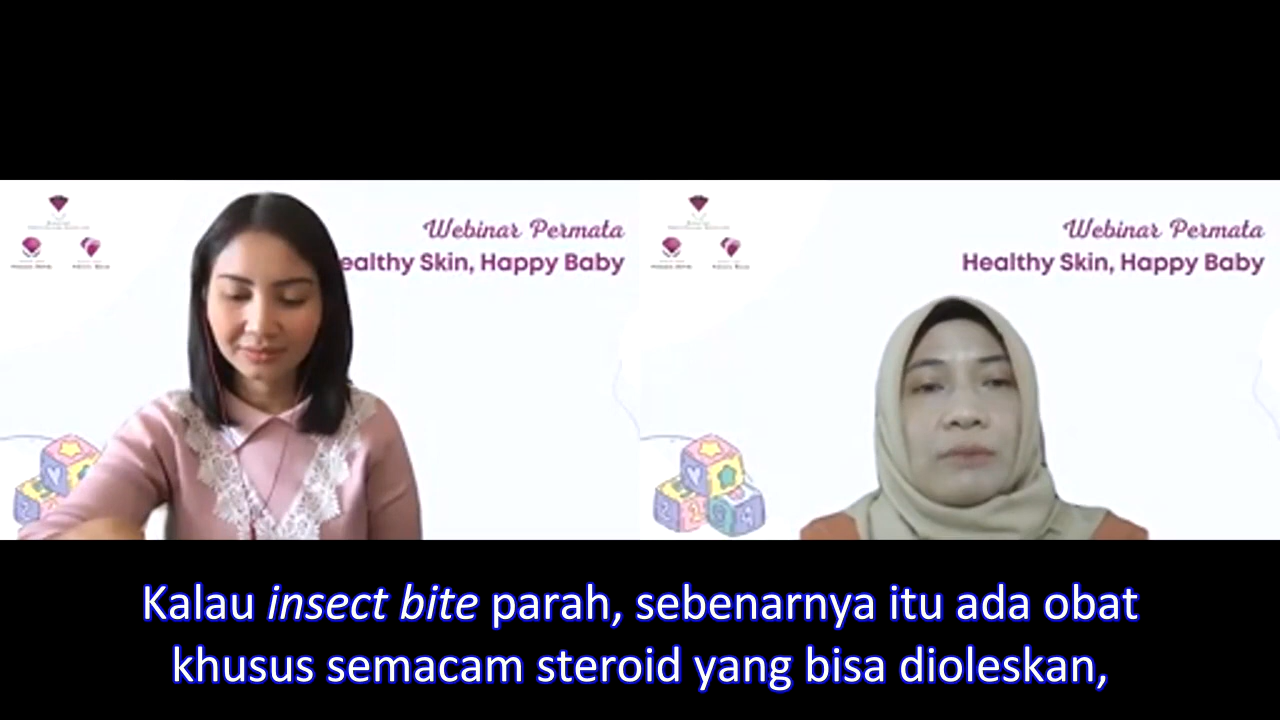 Webinar Permata
ealthy Skin, Happy Baby
Webinar Permata
Healthy Skin, Happy Baby
Kalau insect bite parah, sebenarnya itu ada obat
khusus semacam steroid yang bisa dioleskan,